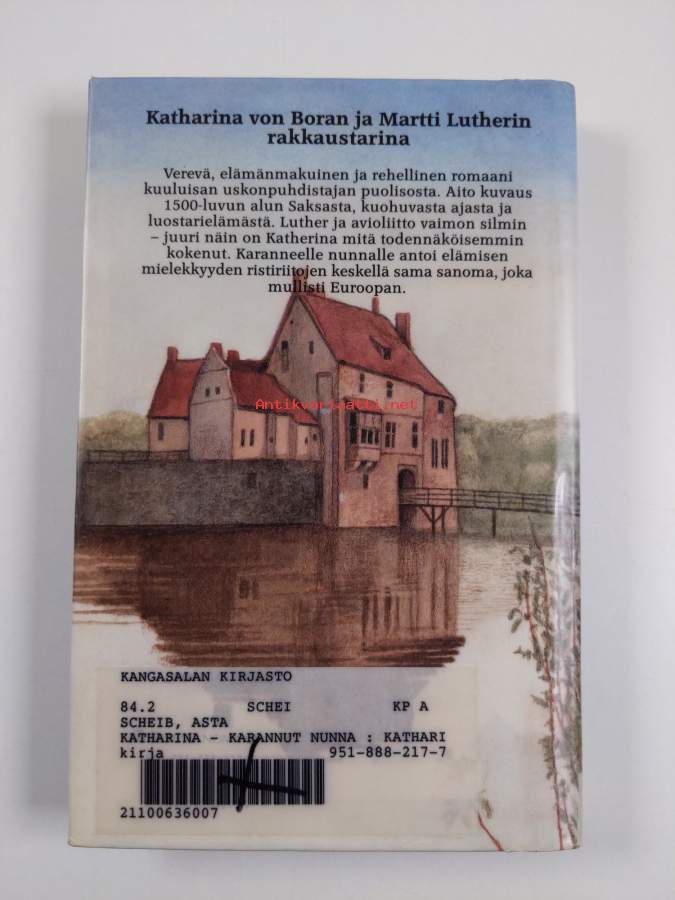 Katharina von Boran ja Martti Lutherin
rakkaustarina
Verevä, elämänmakuinen ja rehellinen romaani
kuuluisan uskonpuhdistajan puolisosta. Aito kuvaus
1500-luvun alun Saksasta, kuohuvasta ajasta ja
luostarielämästä. Luther ja avioliitto vaimon silmin
– juuri näin on Katherina mitä todennäköisemmin
kokenut. Karanneelle nunnalle antoi elämisen
mielekkyyden ristiriitojen keskellä sama sanoma, joka
mullisti Euroopan.
Antikvariaatti.net
KANGASALAN KIRJASTO
84.2 SCHEI KP A
SCHEIB, ASTA
KATHARINA - KARANNUT NUNNA : KATHARI
kirja 951-888-217-7
21100636007